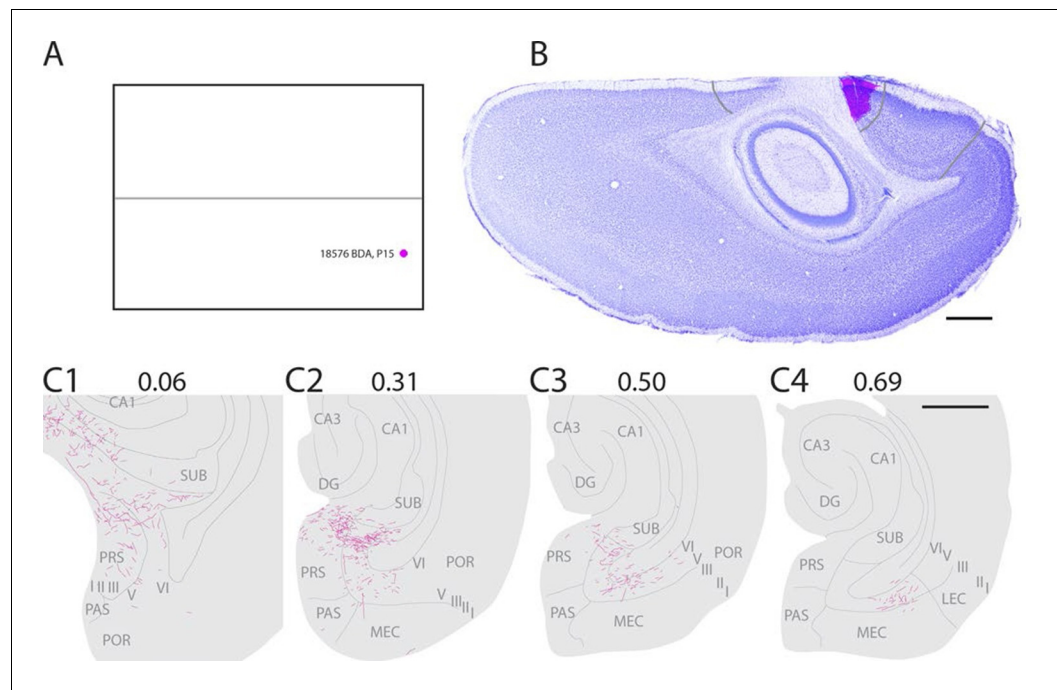 A
B
18576 BDA, P15
C1 0.06
C2 0.31
C3 0.50
C4 0.69
CA1
SUB
PRS
I II III V VI
PAS
POR
CA3
CA1
DG
SUB
VI
PRS
POR
V III II I
PAS
MEC
CA3
CA1
DG
SUB
PRS
VI V III II I
POR
PAS
MEC
CA3
CA1
DG
SUB
PRS
VI V III II I
LEC
PAS
MEC